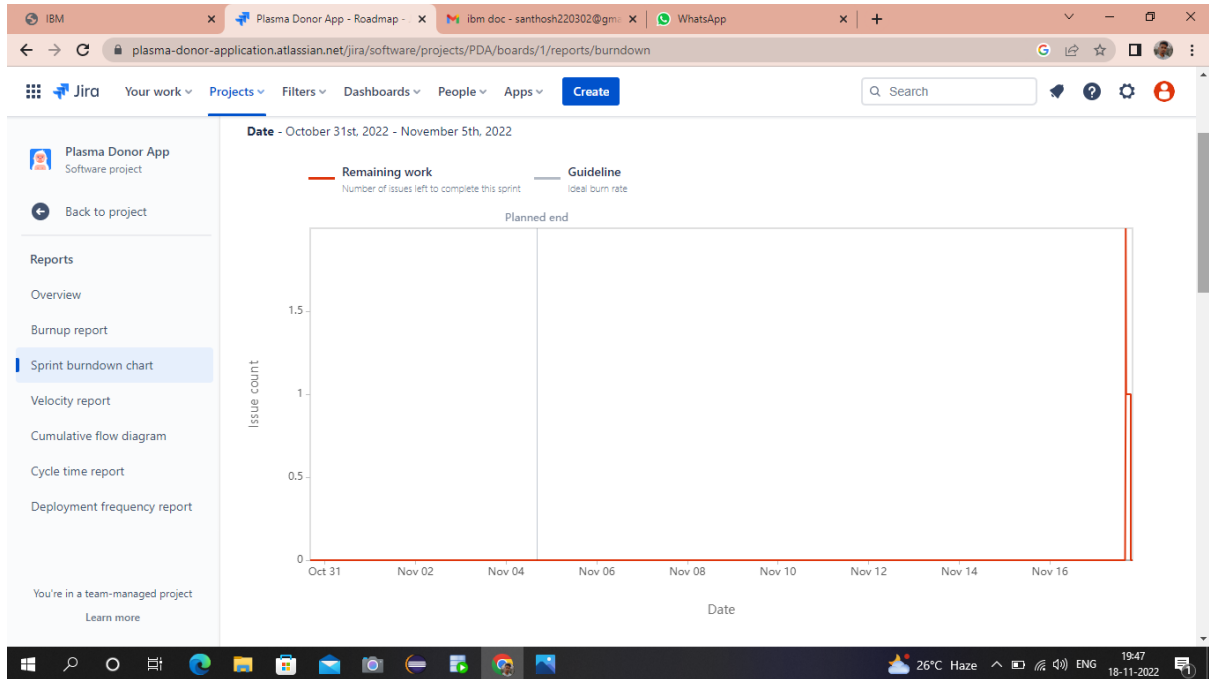 IBM
Plasma Donor App - Roadmap -
ibm doc - santhosh220302@gma
WhatsApp
plasma-donor-application.atlassian.net/jira/software/projects/PDA/boards/1/reports/burndown
Jira
Your work
Projects
Filters
Dashboards
People
Apps
Create
Search
Plasma Donor App
Software project
Back to project
Reports
Overview
Burnup report
Sprint burndown chart
Velocity report
Cumulative flow diagram
Cycle time report
Deployment frequency report
You're in a team-managed project
Learn more
Date - October 31st, 2022 - November 5th, 2022
Remaining work
Number of issues left to complete this sprint
Guideline
Ideal burn rate
Planned end
Issue count
1.5
1
0.5
0
Oct 31 Nov 02 Nov 04 Nov 06 Nov 08 Nov 10 Nov 12 Nov 14 Nov 16
Date
26°C Haze
ENG
19:47
18-11-2022
1